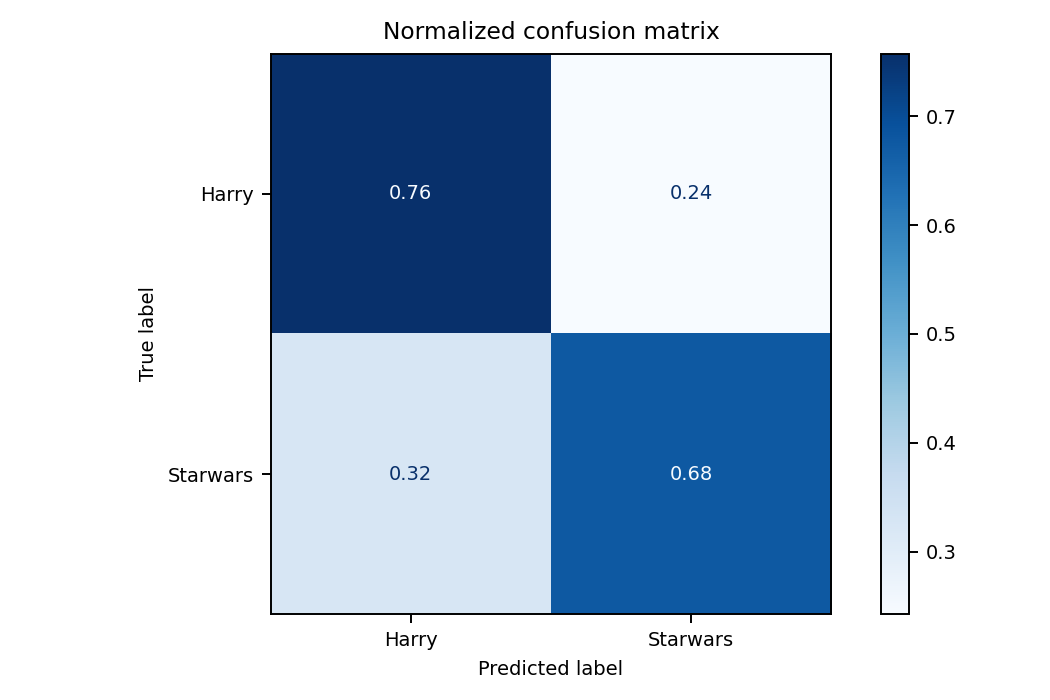 Normalized confusion matrix
Harry
0.76
0.24
0.7
0.6
0.5
0.4
0.3
True label
Starwars
0.32
0.68
Harry
Starwars
Predicted label